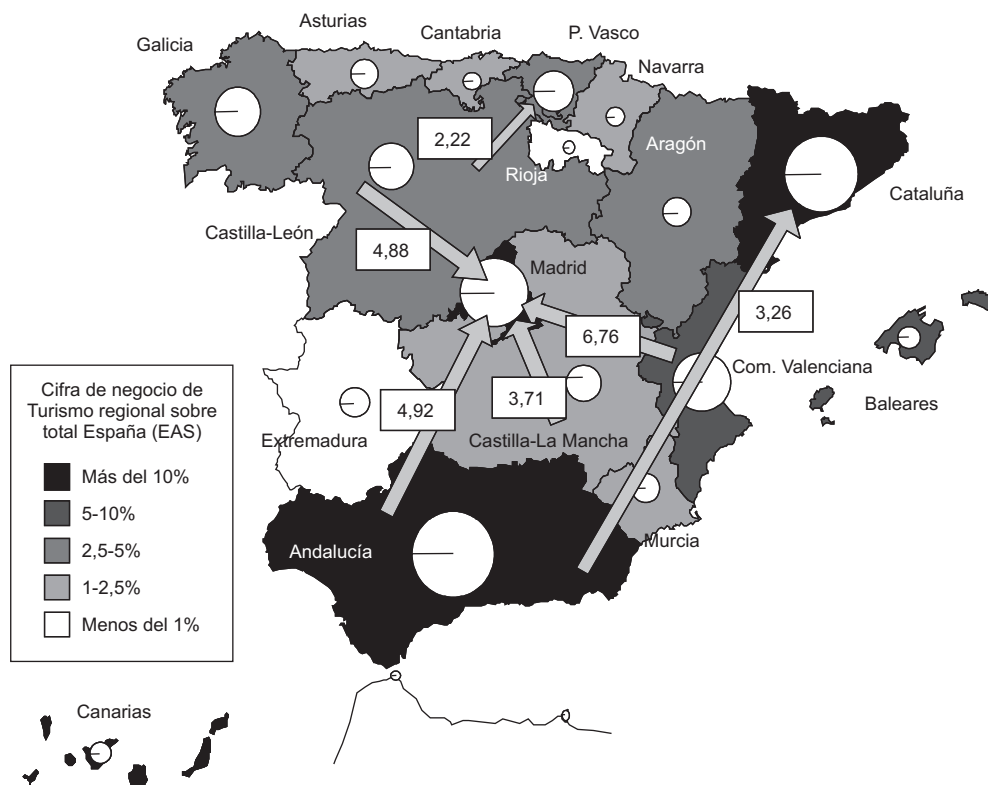 Asturias
Cantabria
P. Vasco
Galicia
Navarra
2,22
Aragón
Rioja
Cataluña
Castilla-León
4,88
Madrid
3,26
6,76
Com. Valenciana
Cifra de negocio de
Turismo regional sobre
total España (EAS)
Más del 10%
5-10%
2,5-5%
1-2,5%
Menos del 1%
4,92
3,71
Baleares
Extremadura
Castilla-La Mancha
Andalucía
Murcia
Canarias